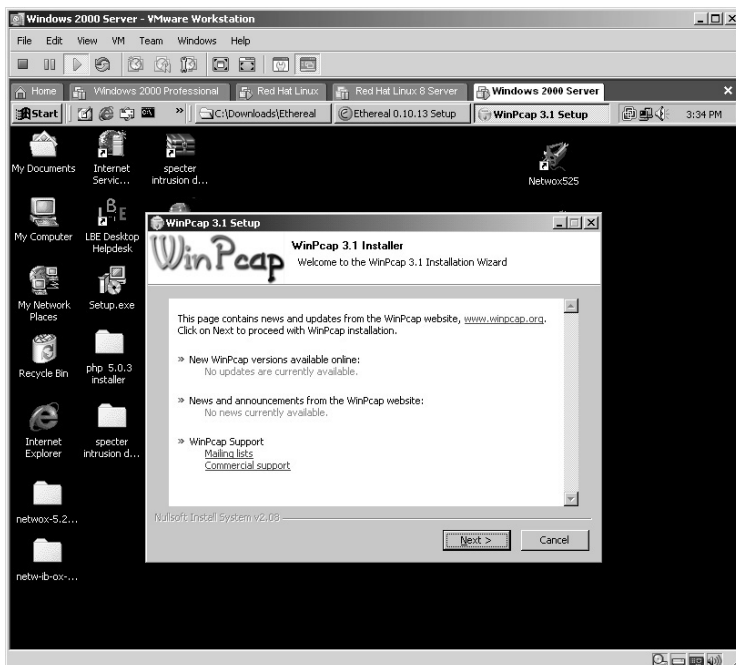 Windows 2000 Server - VMware Workstation
File Edit View VM Team Windows Help
Home Windows 2000 Professional Red Hat Linux Red Hat Linux 8 Server Windows 2000 Server
Start » C:\Downloads\Ethereal Ethereal 0.10.13 Setup WinPcap 3.1 Setup 3:34 PM
My Documents
Internet Servic...
specter intrusion d...
Netwox525
My Computer
LBE Desktop Helpdesk
My Network Places
Setup.exe
Recycle Bin
php 5.0.3 installer
Internet Explorer
specter intrusion d...
netwox-5.2...
netw-ib-ox-...
WinPcap 3.1 Setup
WinPcap
WinPcap 3.1 Installer
Welcome to the WinPcap 3.1 Installation Wizard
This page contains news and updates from the WinPcap website, www.winpcap.org.
Click on Next to proceed with WinPcap installation.
» New WinPcap versions available online:
No updates are currently available.
» News and announcements from the WinPcap website:
No news currently available.
» WinPcap Support
Mailing lists
Commercial support
Nullsoft Install System v2.08
Next > Cancel